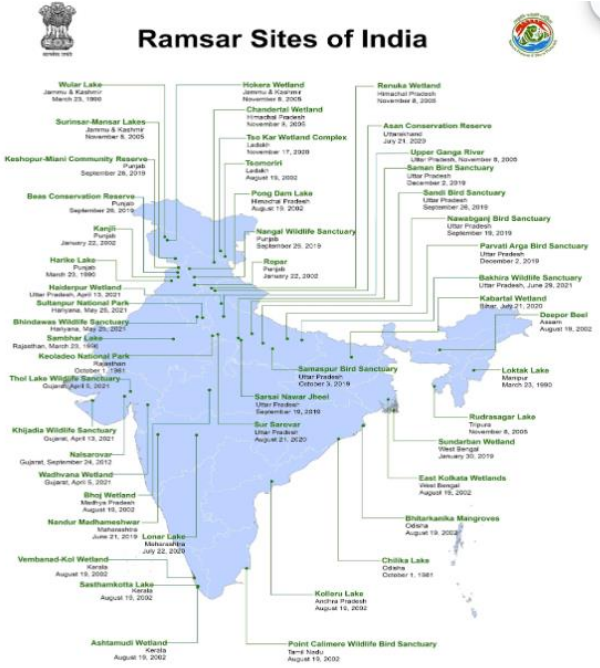 Ramsar Sites of India
Wular Lake
Jammu & Kashmir
March 23, 1990
Hokera Wetland
Jammu & Kashmir
November 8, 2005
Renuka Wetland
Himachal Pradesh
November 8, 2005
Surinsar-Mansar Lakes
Jammu & Kashmir
November 8, 2005
Chandertal Wetland
Himachal Pradesh
November 8, 2005
Asan Conservation Reserve
Uttarakhand
July 21, 2020
Tso Kar Wetland Complex
Ladakh
November 17, 2020
Upper Ganga River
Uttar Pradesh, November 8, 2005
Keshopur-Miani Community Reserve
Punjab
September 26, 2019
Tsomoriri
Ladakh
August 19, 2002
Saman Bird Sanctuary
Uttar Pradesh
December 2, 2019
Beas Conservation Reserve
Punjab
September 26, 2019
Pong Dam Lake
Himachal Pradesh
August 19, 2002
Sandi Bird Sanctuary
Uttar Pradesh
September 26, 2019
Nawabganj Bird Sanctuary
Uttar Pradesh
September 19, 2019
Kanjli
Punjab
January 22, 2002
Nangal Wildlife Sanctuary
Punjab
September 26, 2019
Parvati Arga Bird Sanctuary
Uttar Pradesh
December 2, 2019
Harike Lake
Punjab
March 23, 1990
Ropar
Punjab
January 22, 2002
Bakhira Wildlife Sanctuary
Uttar Pradesh, June 29, 2021
Haiderpur Wetland
Uttar Pradesh, April 13, 2021
Kabartal Wetland
Bihar, July 21, 2020
Sultanpur National Park
Haryana, May 25, 2021
Deepor Beel
Assam
August 19, 2002
Bhindawas Wildlife Sanctuary
Haryana, May 25, 2021
Sambhar Lake
Rajasthan, March 23, 1990
Keoladeo National Park
Rajasthan
October 1, 1981
Samaspur Bird Sanctuary
Uttar Pradesh
October 3, 2019
Loktak Lake
Manipur
March 23, 1990
Thol Lake Wildlife Sanctuary
Gujarat, April 5, 2021
Sarsai Nawar Jheel
Uttar Pradesh
September 19, 2019
Rudrasagar Lake
Tripura
November 8, 2005
Khijadia Wildlife Sanctuary
Gujarat, April 13, 2021
Sur Sarovar
Uttar Pradesh
August 21, 2020
Sundarban Wetland
West Bengal
January 30, 2019
Nalsarovar
Gujarat, September 24, 2012
Wadhvana Wetland
Gujarat, April 5, 2021
East Kolkata Wetlands
West Bengal
August 19, 2002
Bhoj Wetland
Madhya Pradesh
August 19, 2002
Nandur Madhameshwar
Maharashtra
June 21, 2019
Bhitarkanika Mangroves
Odisha
August 19, 2002
Lonar Lake
Maharashtra
July 22, 2020
Vembanad-Kol Wetland
Kerala
August 19, 2002
Chilika Lake
Odisha
October 1, 1981
Sasthamkotta Lake
Kerala
August 19, 2002
Kolleru Lake
Andhra Pradesh
August 19, 2002
Ashtamudi Wetland
Kerala
August 19, 2002
Point Calimere Wildlife Bird Sanctuary
Tamil Nadu
August 19, 2002